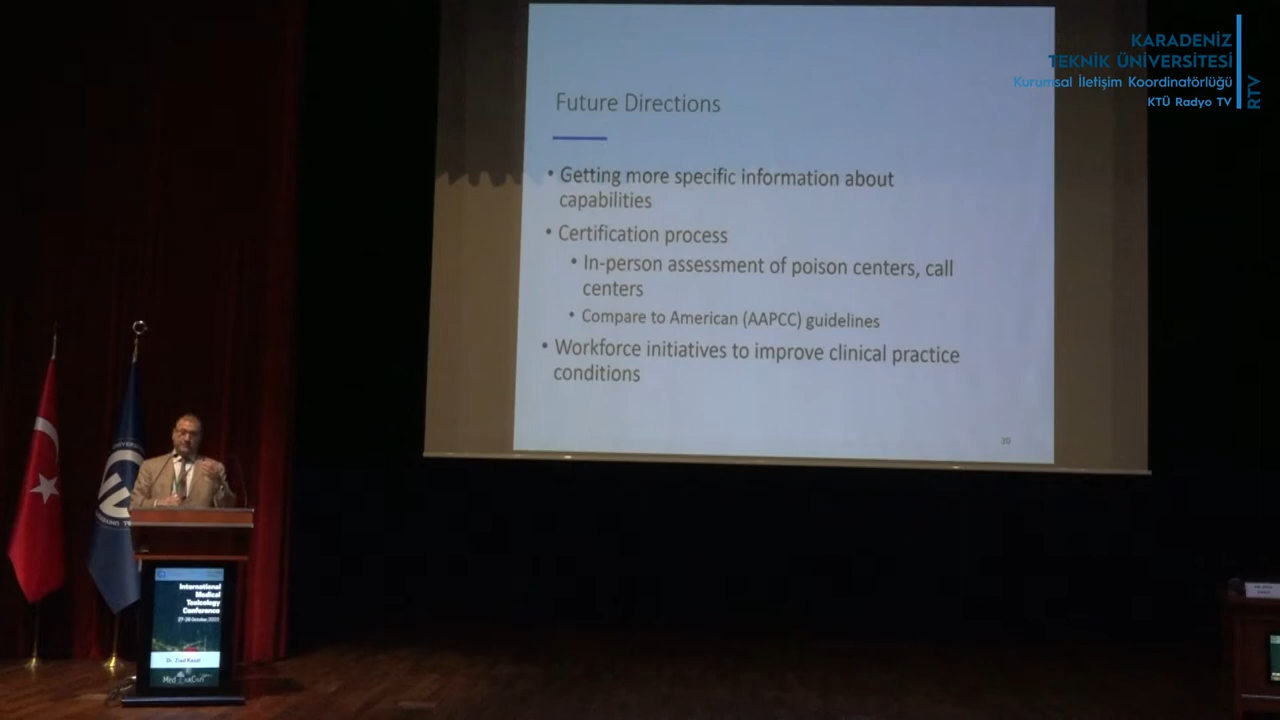 KARADENİZ
TEKNİK ÜNİVERSİTESİ
Kurumsal İletişim Koordinatörlüğü
KTÜ Radyo TV
RTV
Future Directions
• Getting more specific information about
capabilities
• Certification process
• In-person assessment of poison centers, call
centers
• Compare to American (AAPCC) guidelines
• Workforce initiatives to improve clinical practice
conditions
20
International
Medical
Toxicology
Conference
Dr. Ziad Kazzi